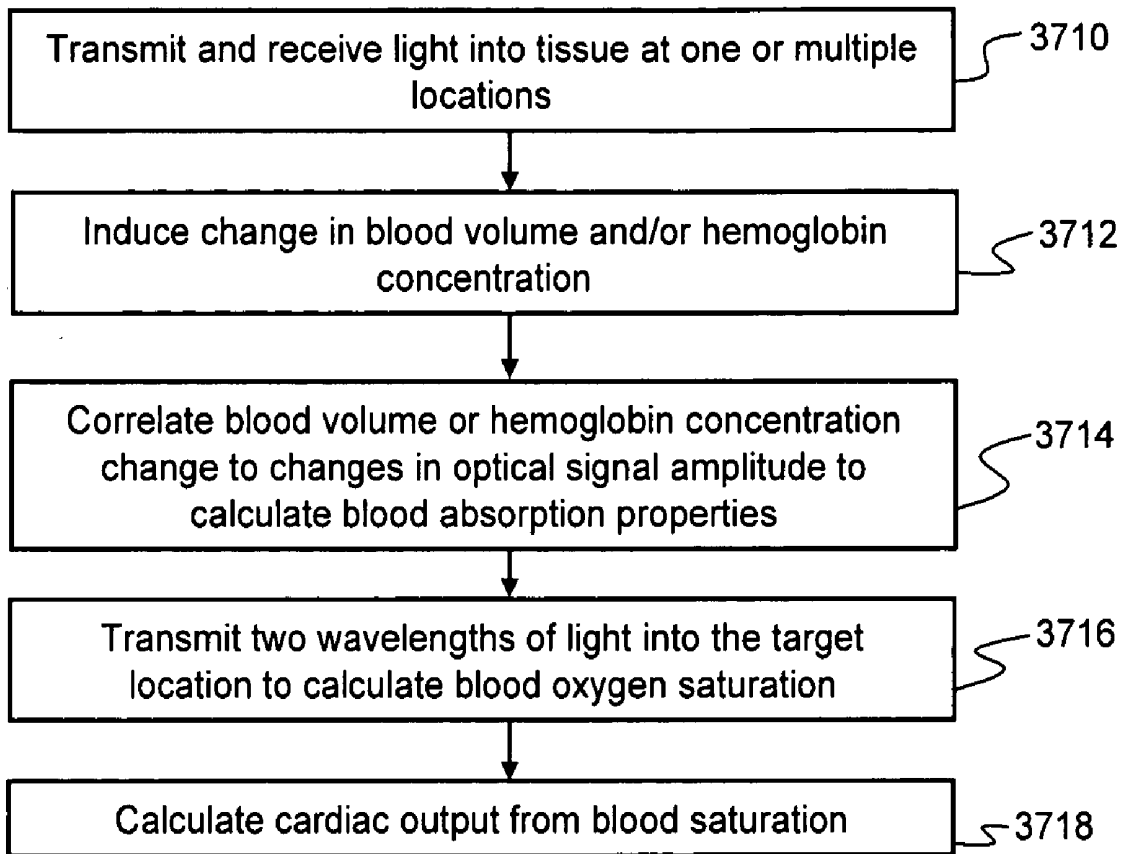 Transmit and receive light into tissue at one or multiple
locations
3710
Induce change in blood volume and/or hemoglobin
concentration
3712
Correlate blood volume or hemoglobin concentration
change to changes in optical signal amplitude to
calculate blood absorption properties
3714
Transmit two wavelengths of light into the target
location to calculate blood oxygen saturation
3716
Calculate cardiac output from blood saturation
3718